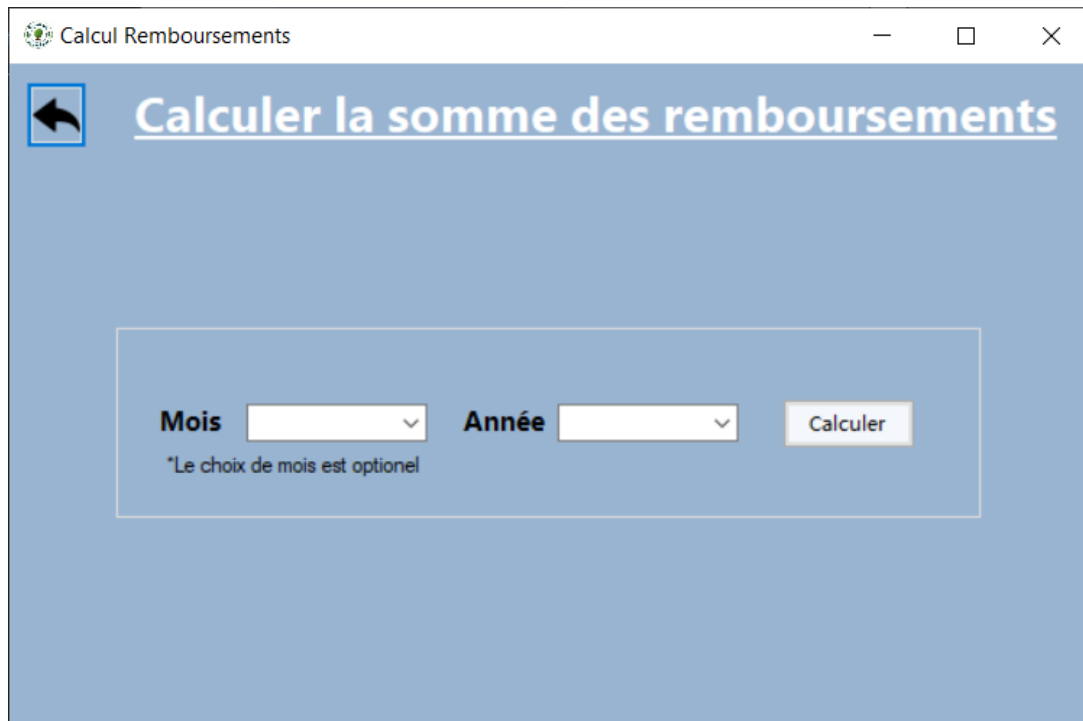 Calcul Remboursements
Calculer la somme des remboursements
Mois Année Calculer
*Le choix de mois est optionel